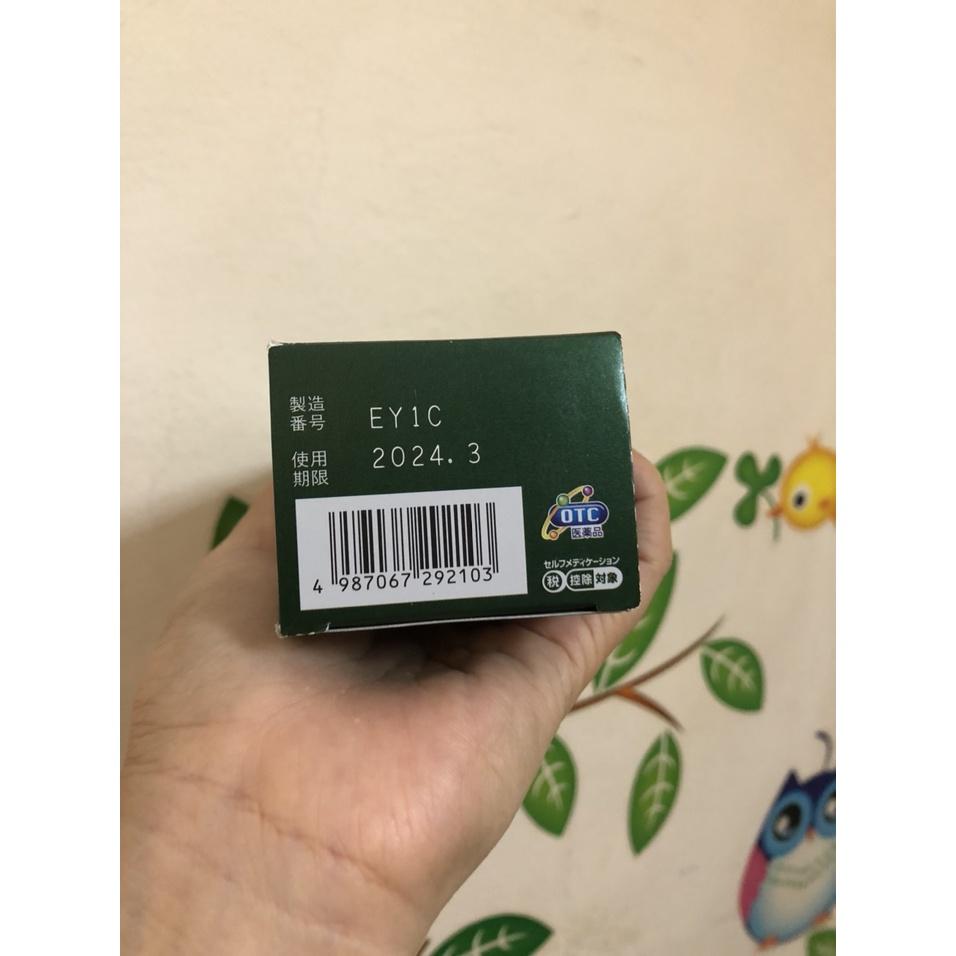 製造
番号
EY1C
使用
期限
2024.3
4 987067 292103
OTC
医薬品
セルフメディケーション
税 控除 対象